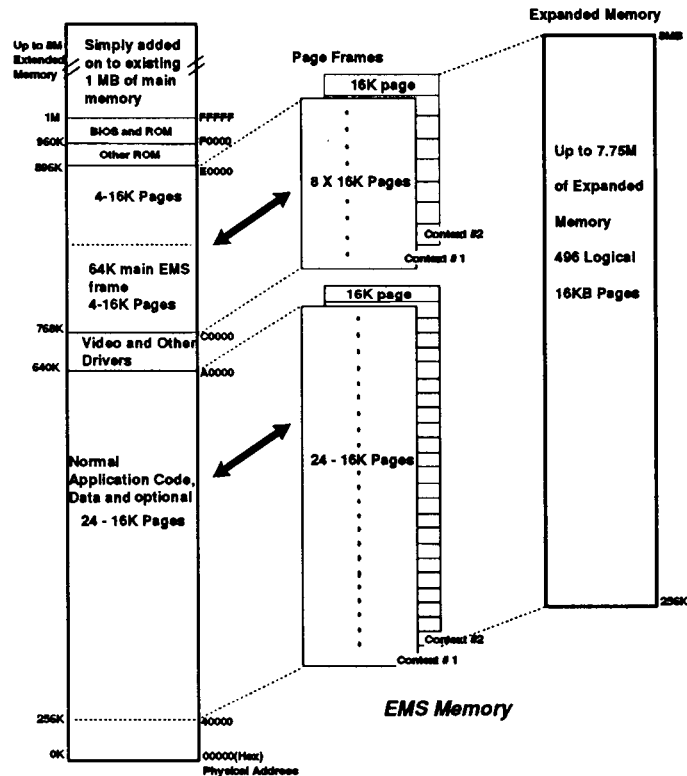 Expanded Memory
Up to 8M
Extended
Memory
Simply added
on to existing
1 MB of main
memory
Page Frames
8MB
16K page
1M
FFFFF
BIOS and ROM
960K
F0000
Other ROM
896K
E0000
4-16K Pages
8 X 16K Pages
Up to 7.75M
of Expanded
Memory
496 Logical
16KB Pages
Context #2
Context # 1
64K main EMS
frame
4-16K Pages
16K page
768K
C0000
Video and Other
Drivers
640K
A0000
Normal
Application Code,
Data and optional
24 - 16K Pages
24 - 16K Pages
256K
Context #2
Context # 1
EMS Memory
256K
40000
0K
00000(Hex)
Physical Address